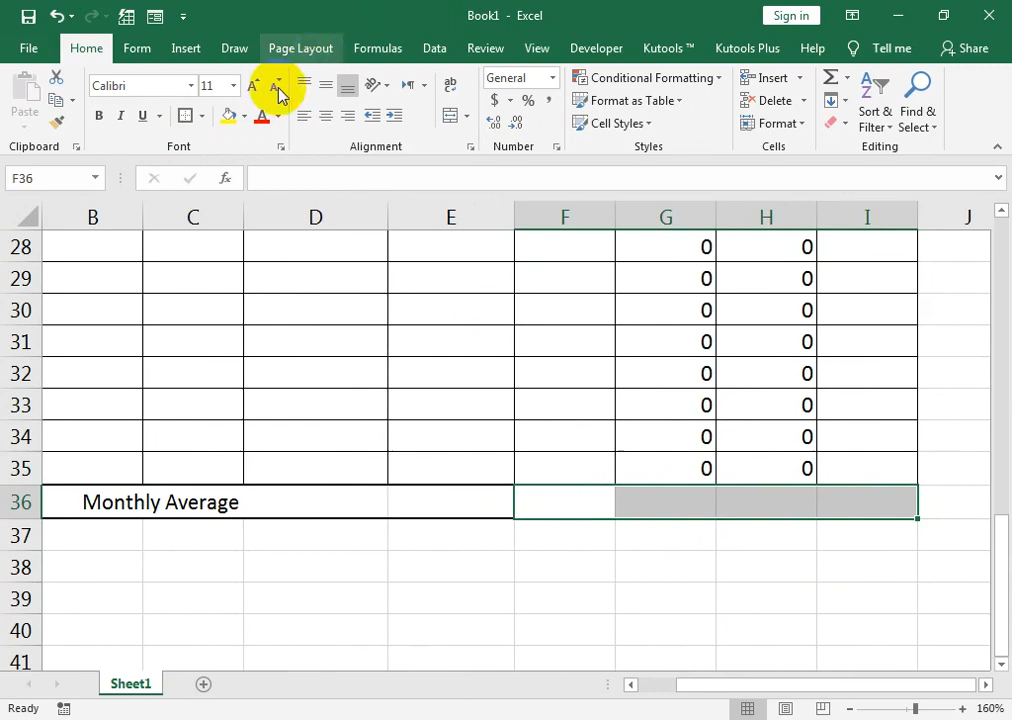 Book1 - Excel
Sign in
File Home Form Insert Draw Page Layout Formulas Data Review View Developer Kutools ™ Kutools Plus Help Tell me Share
Paste
Calibri 11
General
Conditional Formatting
Format as Table
Cell Styles
Insert
Delete
Format
Sort & Filter
Find & Select
Clipboard Font Alignment Number Styles Cells Editing
F36
B C D E F G H I J
28 0 0
29 0 0
30 0 0
31 0 0
32 0 0
33 0 0
34 0 0
35 0 0
36 Monthly Average
37
38
39
40
41
Sheet1
Ready 160%